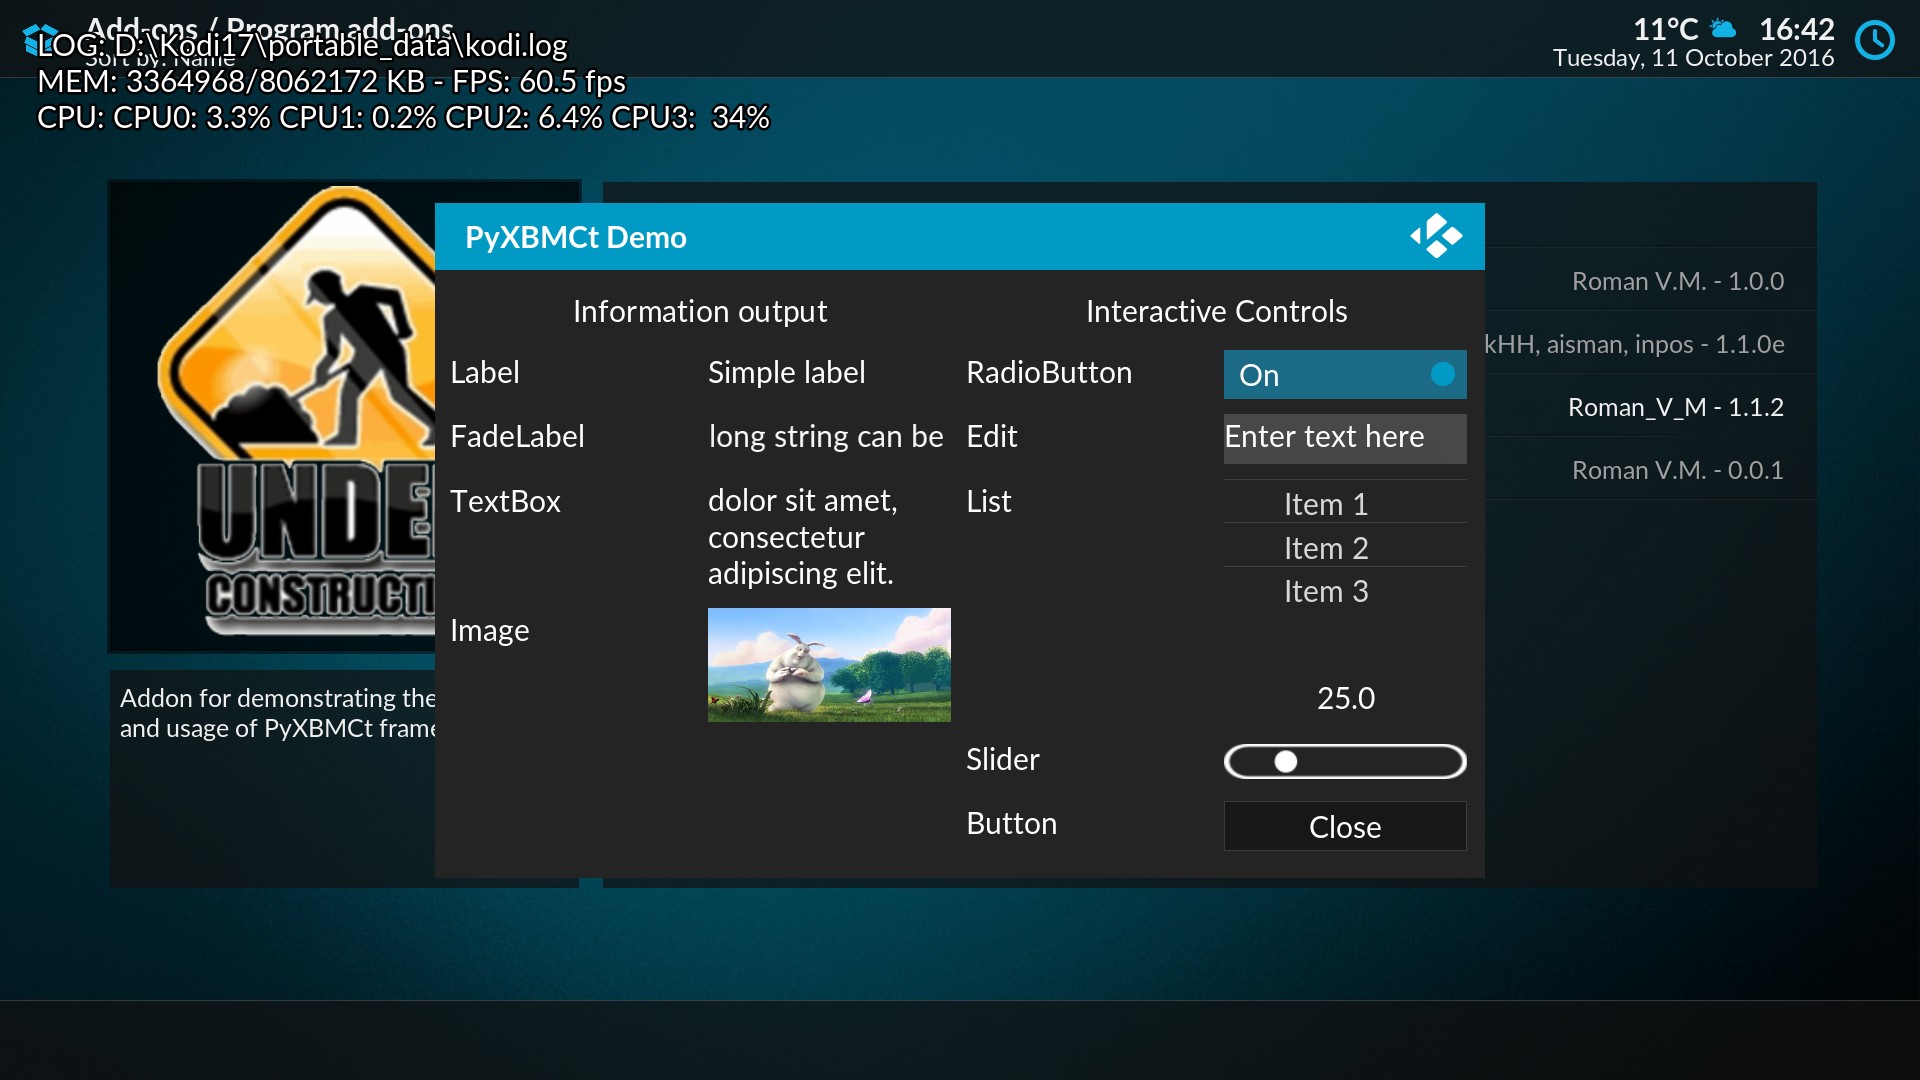 Add-ons / Program add-ons
Sort by: Name
LOG: D:\Kodi17\portable_data\kodi.log
MEM: 3364968/8062172 KB - FPS: 60.5 fps
CPU: CPU0: 3.3% CPU1: 0.2% CPU2: 6.4% CPU3:  34%
11°C 16:42
Tuesday, 11 October 2016
UNDE
CONSTRUCTI
Addon for demonstrating the
and usage of PyXBMCt frame
PyXBMCt Demo
Information output
Label
Simple label
FadeLabel
long string can be
TextBox
dolor sit amet,
consectetur
adipiscing elit.
Image
Interactive Controls
RadioButton
On
Edit
Enter text here
List
Item 1
Item 2
Item 3
25.0
Slider
Button
Close
Roman V.M. - 1.0.0
kHH, aisman, inpos - 1.1.0e
Roman_V_M - 1.1.2
Roman V.M. - 0.0.1